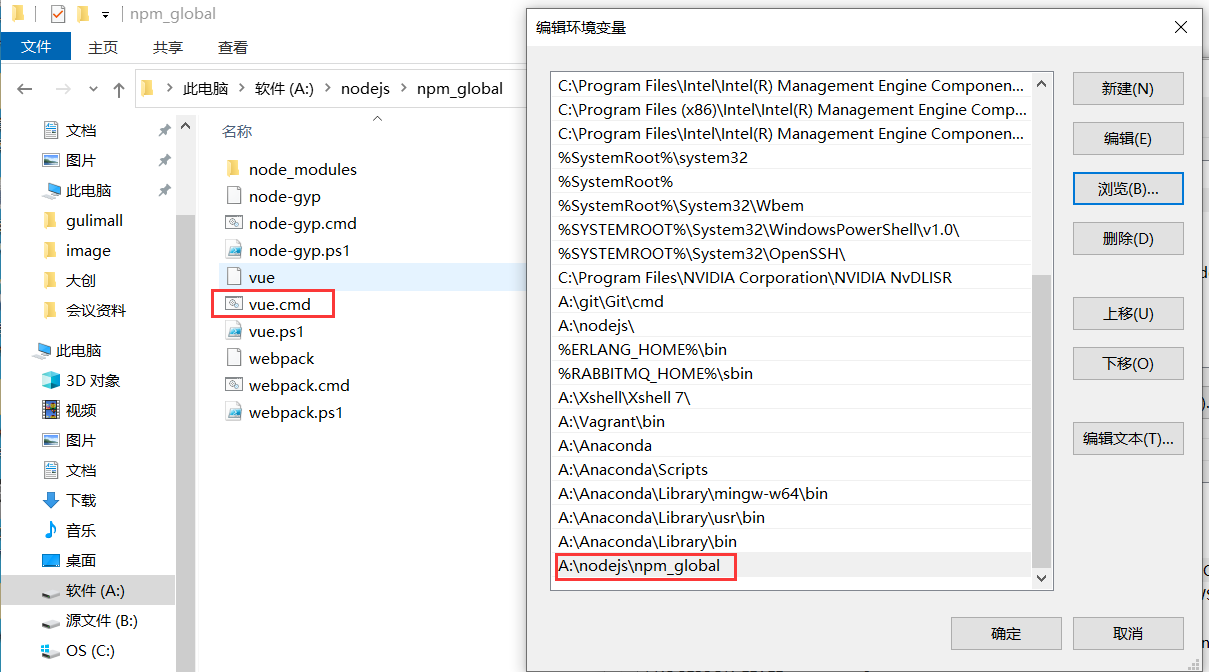 npm_global
文件 主页 共享 查看
此电脑 软件 (A:) nodejs npm_global
文档
图片
此电脑
gulimall
image
大创
会议资料
此电脑
3D 对象
视频
图片
文档
下载
音乐
桌面
软件 (A:)
源文件 (B:)
OS (C:)
名称
node_modules
node-gyp
node-gyp.cmd
node-gyp.ps1
vue
vue.cmd
vue.ps1
webpack
webpack.cmd
webpack.ps1
编辑环境变量
C:\Program Files\Intel\Intel(R) Management Engine Componen...
C:\Program Files (x86)\Intel\Intel(R) Management Engine Comp...
C:\Program Files\Intel\Intel(R) Management Engine Componen...
%SystemRoot%\system32
%SystemRoot%
%SystemRoot%\System32\Wbem
%SYSTEMROOT%\System32\WindowsPowerShell\v1.0\
%SYSTEMROOT%\System32\OpenSSH\
C:\Program Files\NVIDIA Corporation\NVIDIA NvDLISR
A:\git\Git\cmd
A:\nodejs\
%ERLANG_HOME%\bin
%RABBITMQ_HOME%\sbin
A:\Xshell\Xshell 7\
A:\Vagrant\bin
A:\Anaconda
A:\Anaconda\Scripts
A:\Anaconda\Library\mingw-w64\bin
A:\Anaconda\Library\usr\bin
A:\Anaconda\Library\bin
A:\nodejs\npm_global
新建(N)
编辑(E)
浏览(B)...
删除(D)
上移(U)
下移(O)
编辑文本(T)...
确定
取消